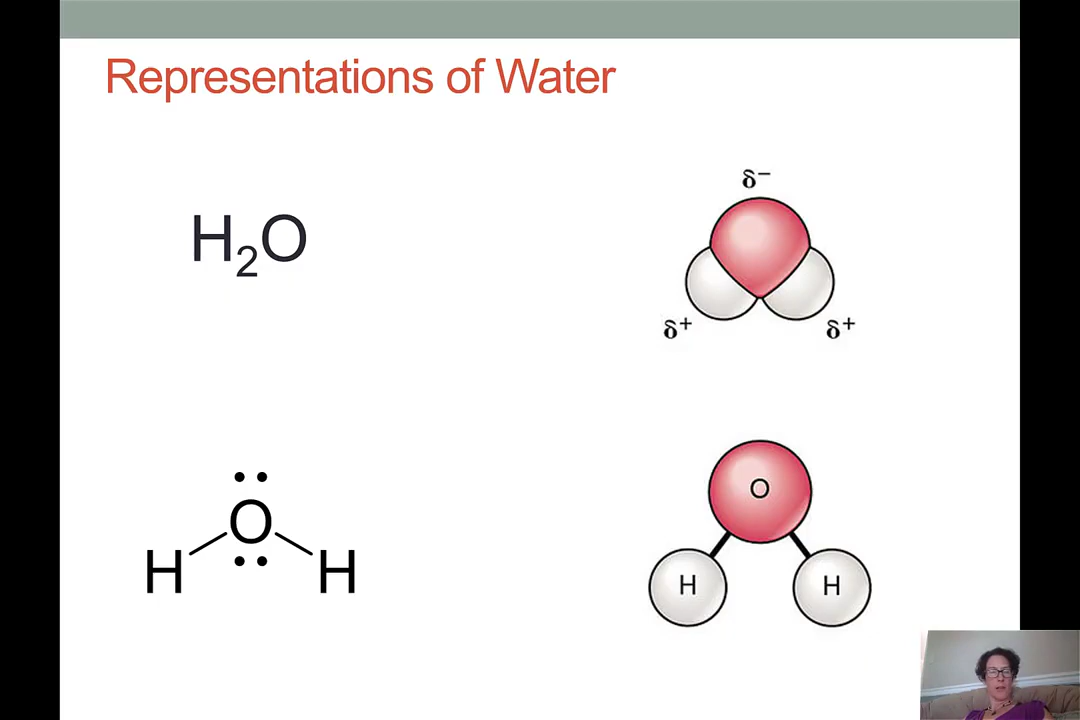 Representations of Water
H₂O
δ−
δ+ δ+
O
H H
O
H H